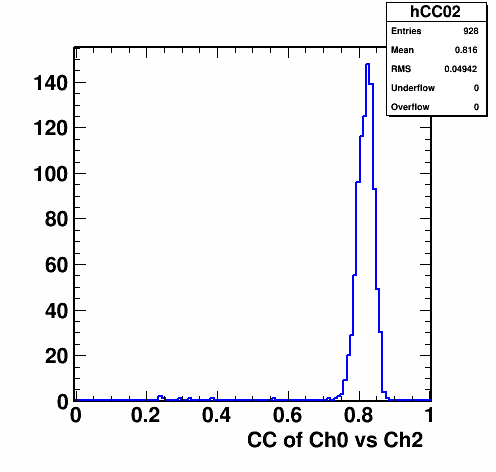 hCC02
Entries 928
Mean 0.816
RMS 0.04942
Underflow 0
Overflow 0
140
120
100
80
60
40
20
0
0 0.2 0.4 0.6 0.8 1
CC of Ch0 vs Ch2